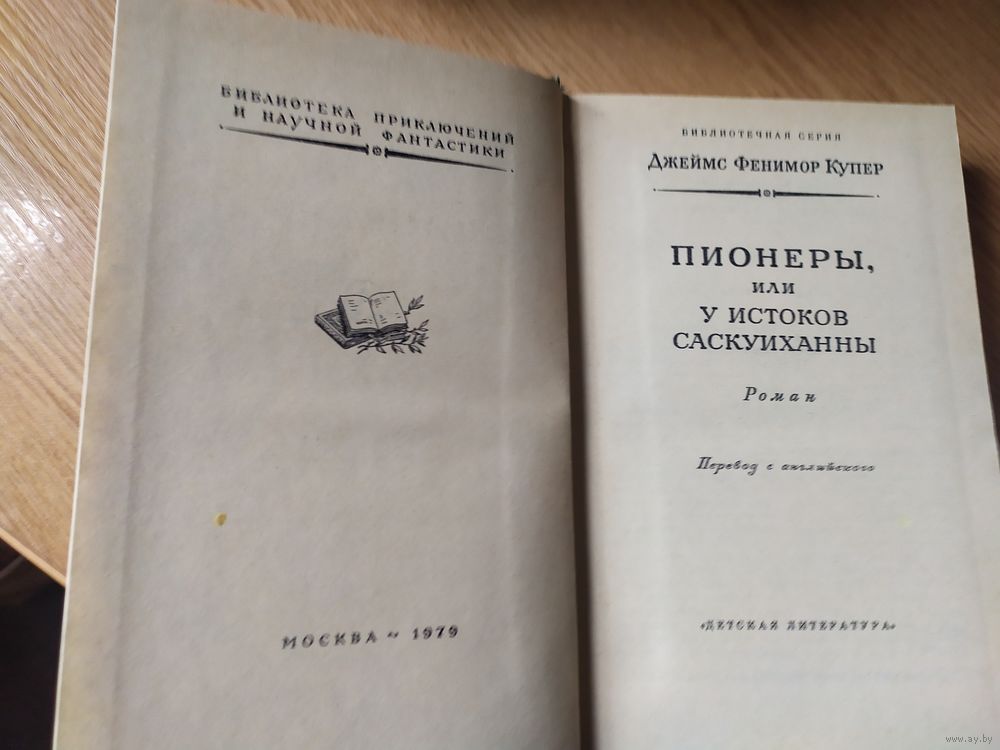 БИБЛИОТЕКА ПРИКЛЮЧЕНИЙ
И НАУЧНОЙ ФАНТАСТИКИ
МОСКВА ~ 1979
БИБЛИОТЕЧНАЯ СЕРИЯ
ДЖЕЙМС ФЕНИМОР КУПЕР
ПИОНЕРЫ,
ИЛИ
У ИСТОКОВ
САСКУИХАННЫ
Роман
Перевод с английского
«ДЕТСКАЯ ЛИТЕРАТУРА»
www.ay.by